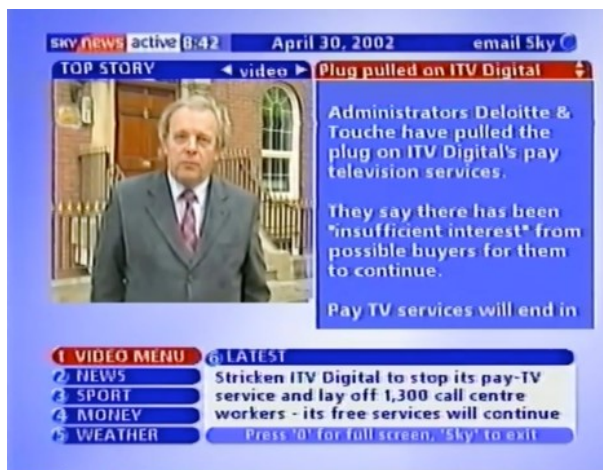 sky news active 8:42 April 30, 2002 email Sky
TOP STORY video Plug pulled on ITV Digital
Administrators Deloitte &
Touche have pulled the
plug on ITV Digital's pay
television services.
They say there has been
"insufficient interest" from
possible buyers for them
to continue.
Pay TV services will end in
1 VIDEO MENU
2 NEWS
3 SPORT
4 MONEY
5 WEATHER
6 LATEST
Stricken ITV Digital to stop its pay-TV
service and lay off 1,300 call centre
workers - its free services will continue
Press '0' for full screen, 'Sky' to exit